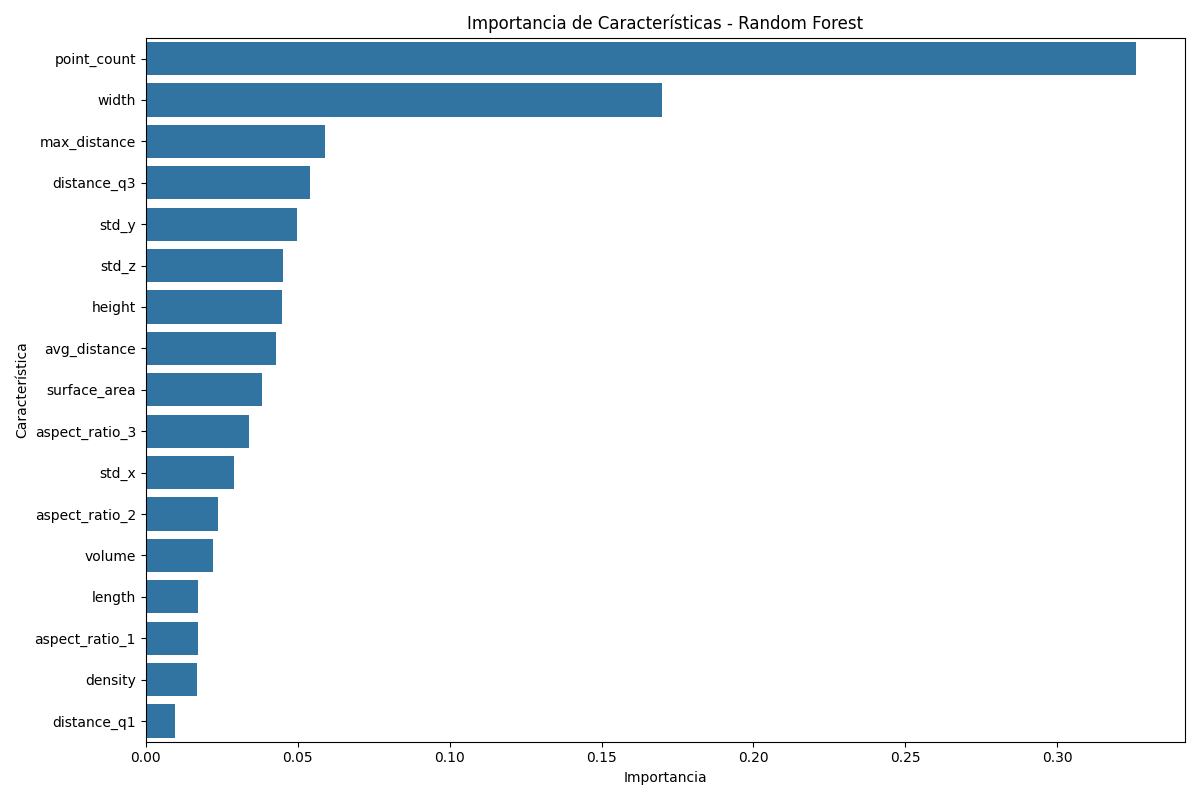 Importancia de Características - Random Forest
point_count
width
max_distance
distance_q3
std_y
std_z
height
avg_distance
surface_area
aspect_ratio_3
std_x
aspect_ratio_2
volume
length
aspect_ratio_1
density
distance_q1
Característica
0.00 0.05 0.10 0.15 0.20 0.25 0.30
Importancia